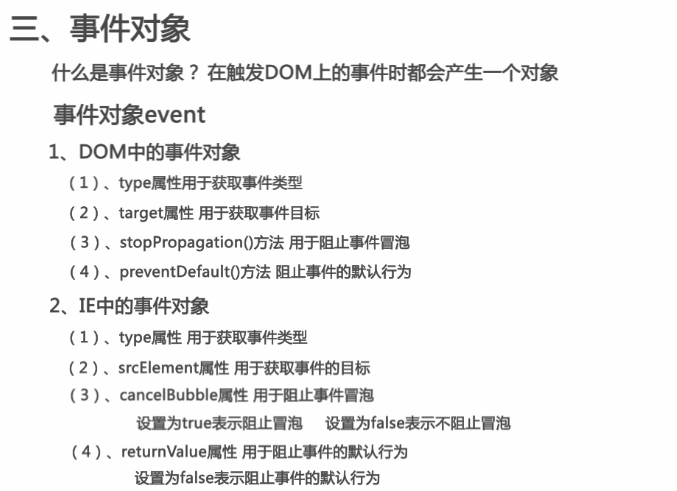 三、事件对象
什么是事件对象？在触发DOM上的事件时都会产生一个对象
事件对象event
1、DOM中的事件对象
（1）、type属性用于获取事件类型
（2）、target属性 用于获取事件目标
（3）、stopPropagation()方法 用于阻止事件冒泡
（4）、preventDefault()方法 阻止事件的默认行为
2、IE中的事件对象
（1）、type属性 用于获取事件类型
（2）、srcElement属性 用于获取事件的目标
（3）、cancelBubble属性 用于阻止事件冒泡
设置为true表示阻止冒泡 设置为false表示不阻止冒泡
（4）、returnValue属性 用于阻止事件的默认行为
设置为false表示阻止事件的默认行为